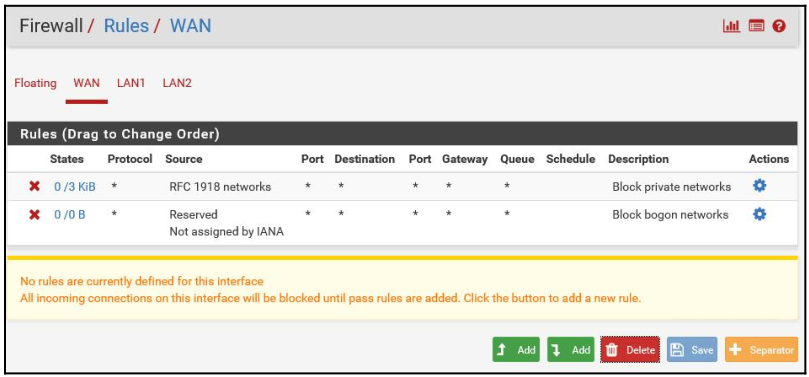 Firewall / Rules / WAN
Floating WAN LAN1 LAN2
Rules (Drag to Change Order)
States Protocol Source Port Destination Port Gateway Queue Schedule Description Actions
0 /3 KiB * RFC 1918 networks * * * * * Block private networks
0 /0 B * Reserved * * * * * Block bogon networks
Not assigned by IANA
No rules are currently defined for this interface
All incoming connections on this interface will be blocked until pass rules are added. Click the button to add a new rule.
Add Add Delete Save Separator